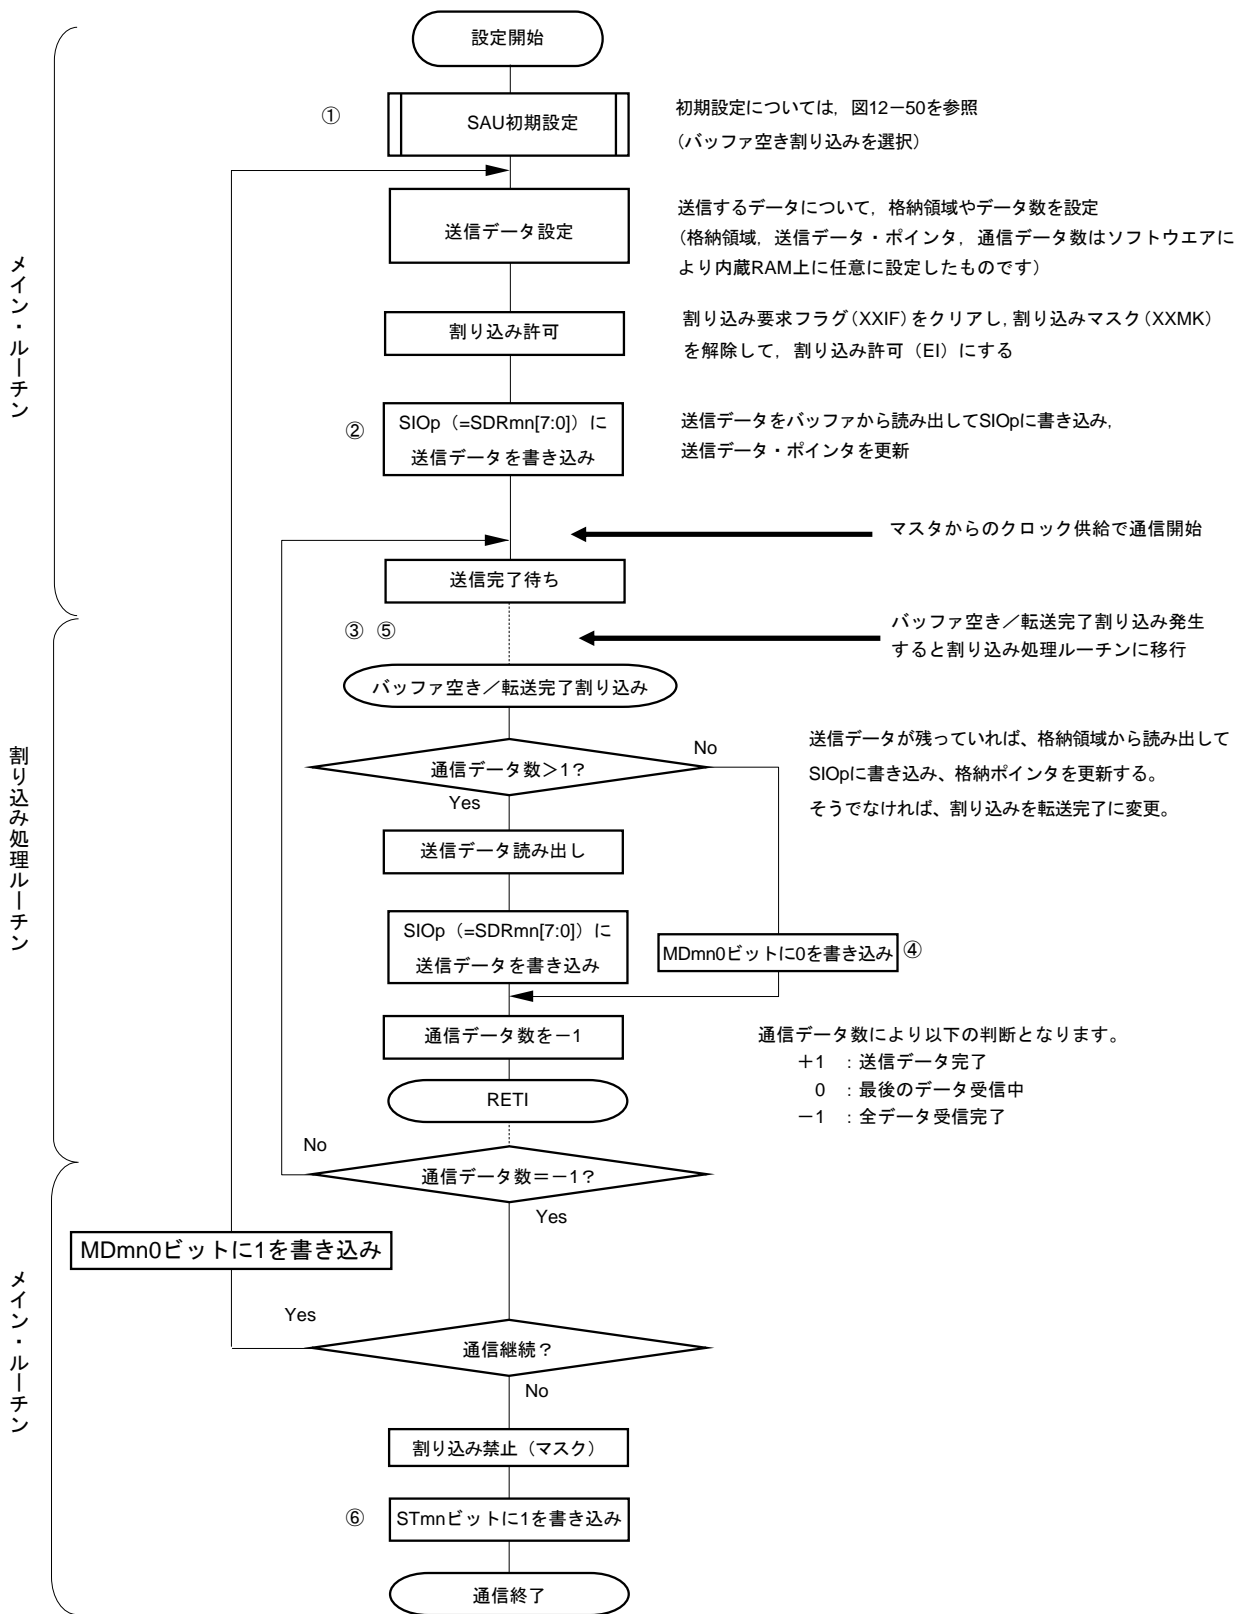 設定開始
①
SAU初期設定
初期設定については，図12－50を参照
（バッファ空き割り込みを選択）
送信データ設定
送信するデータについて，格納領域やデータ数を設定
（格納領域，送信データ・ポインタ，通信データ数はソフトウエアに
より内蔵RAM上に任意に設定したものです）
メイン・ルーチン
割り込み許可
割り込み要求フラグ（XXIF）をクリアし，割り込みマスク（XXMK）
を解除して，割り込み許可（EI）にする
②
SIOp（=SDRmn[7:0]）に
送信データを書き込み
送信データをバッファから読み出してSIOpに書き込み，
送信データ・ポインタを更新
マスタからのクロック供給で通信開始
送信完了待ち
③ ⑤
バッファ空き／転送完了割り込み発生
すると割り込み処理ルーチンに移行
バッファ空き／転送完了割り込み
割り込み処理ルーチン
通信データ数＞1？
No
Yes
送信データが残っていれば、格納領域から読み出して
SIOpに書き込み、格納ポインタを更新する。
そうでなければ、割り込みを転送完了に変更。
送信データ読み出し
SIOp（=SDRmn[7:0]）に
送信データを書き込み
MDmn0ビットに0を書き込み
④
通信データ数を－1
通信データ数により以下の判断となります。
＋1 ：送信データ完了
0 ：最後のデータ受信中
－1 ：全データ受信完了
RETI
No
通信データ数＝－1？
Yes
メイン・ルーチン
MDmn0ビットに1を書き込み
Yes
通信継続？
No
割り込み禁止（マスク）
⑥
STmnビットに1を書き込み
通信終了